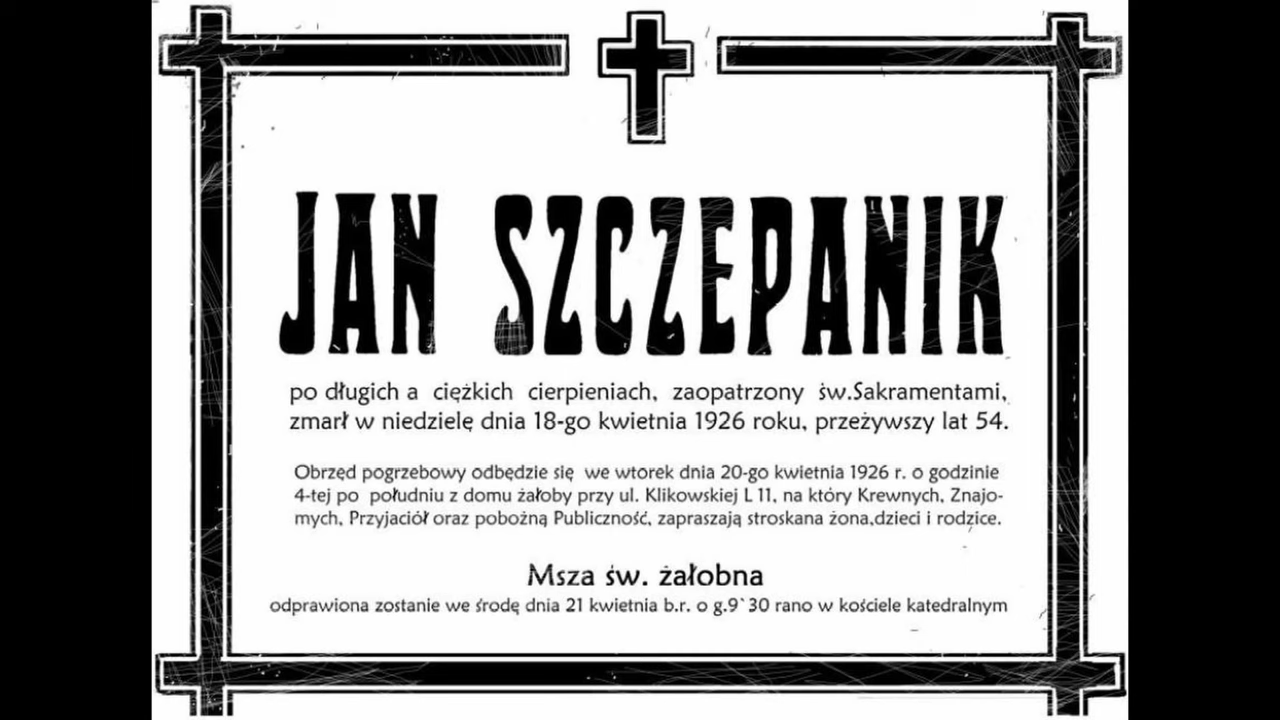 JAN SZCZEPANIK
po długich a ciężkich cierpieniach, zaopatrzony św.Sakramentami,
zmarł w niedzielę dnia 18-go kwietnia 1926 roku, przeżywszy lat 54.
Obrzęd pogrzebowy odbędzie się we wtorek dnia 20-go kwietnia 1926 r. o godzinie
4-tej po południu z domu żałoby przy ul. Klikowskiej L 11, na który Krewnych, Znajo-
mych, Przyjaciół oraz pobożną Publiczność, zapraszają stroskana żona,dzieci i rodzice.
Msza św. żałobna
odprawiona zostanie we środę dnia 21 kwietnia b.r. o g.9`30 rano w kościele katedralnym